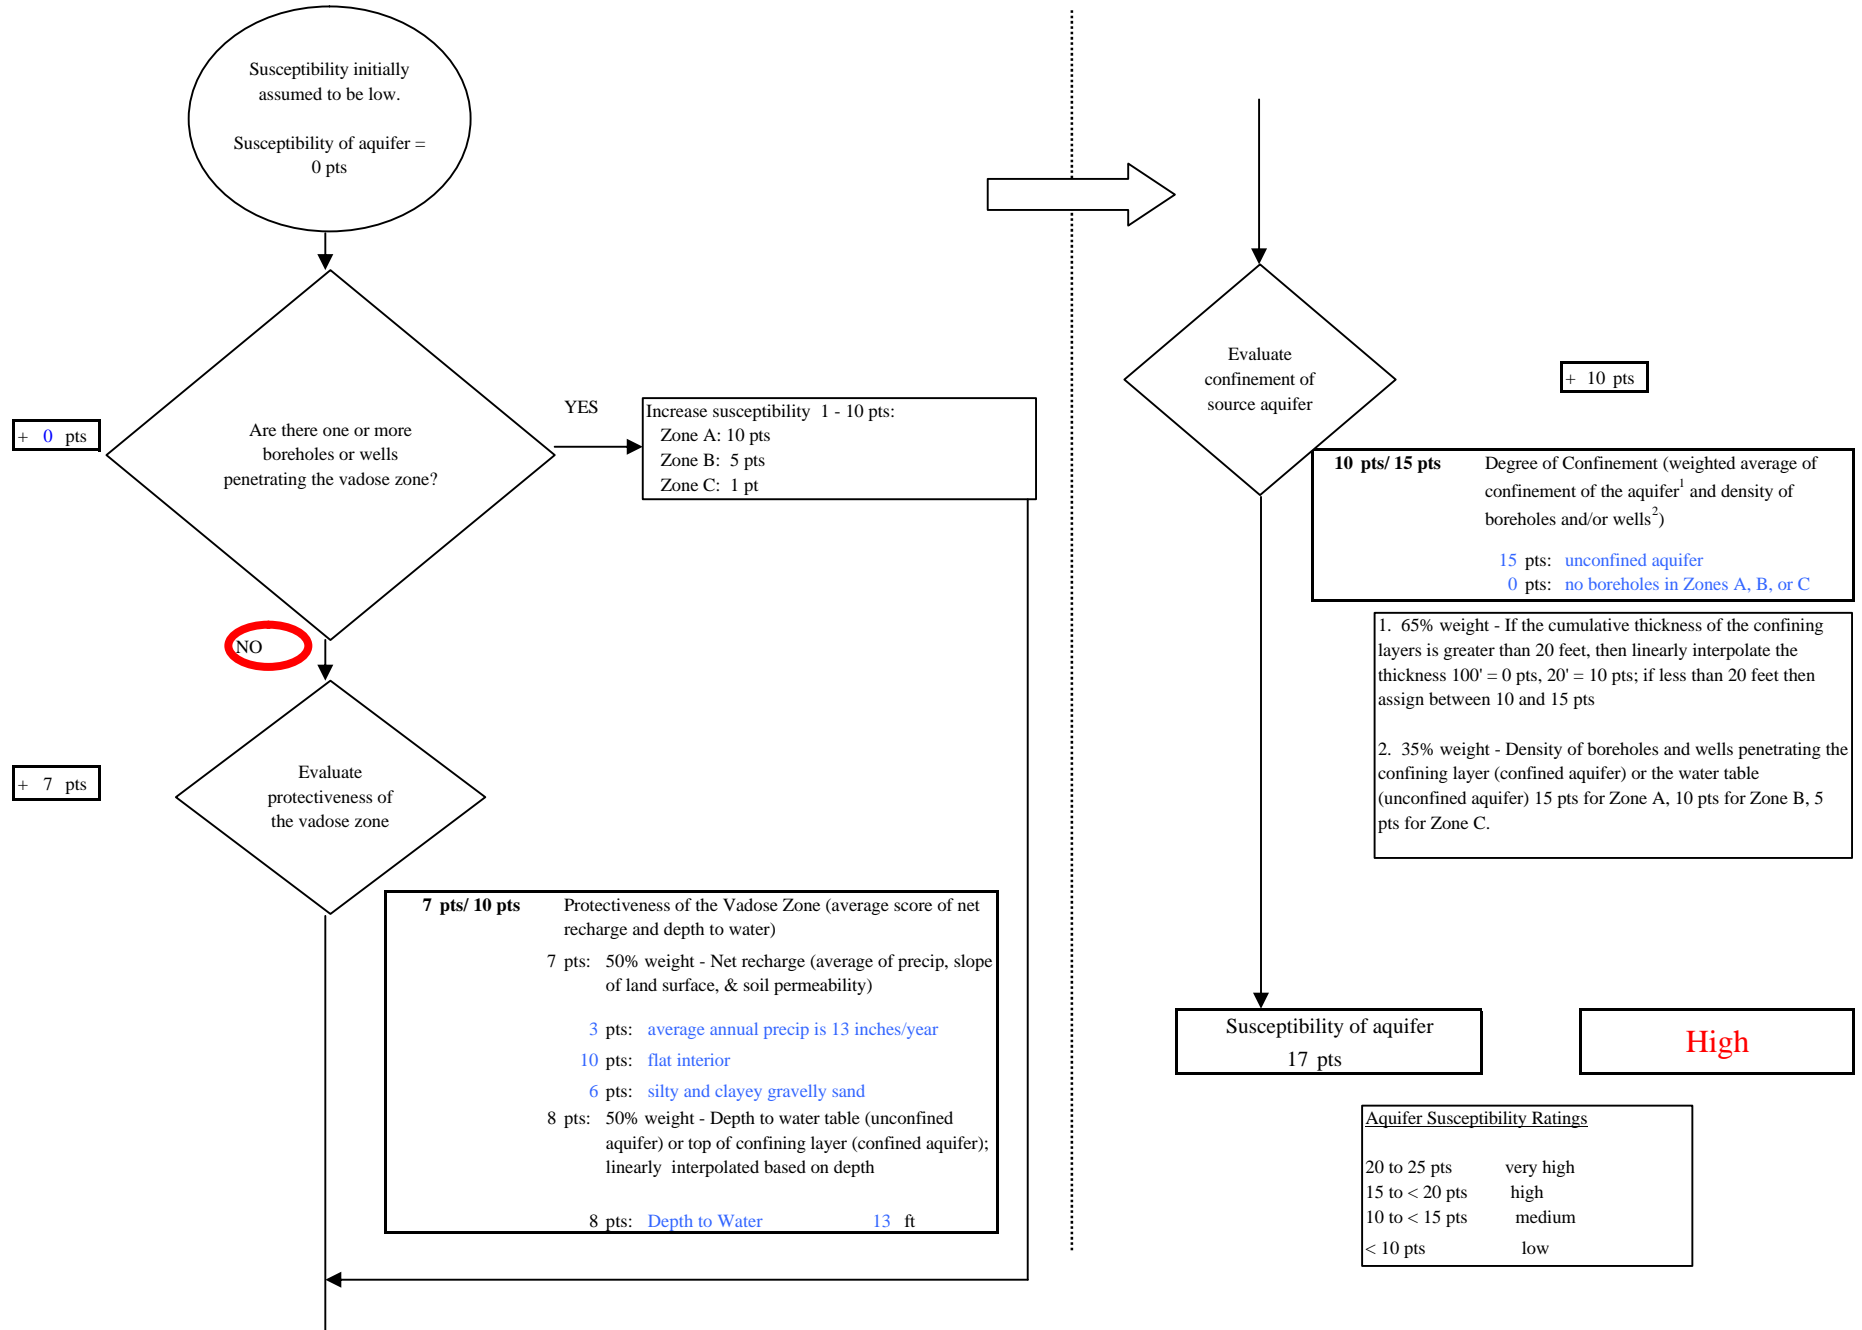 Susceptibility initially
assumed to be low.
Susceptibility of aquifer =
0 pts
+ 0 pts
Are there one or more
boreholes or wells
penetrating the vadose zone?
YES
Increase susceptibility 1 - 10 pts:
Zone A: 10 pts
Zone B: 5 pts
Zone C: 1 pt
NO
+ 7 pts
Evaluate
protectiveness of
the vadose zone
7 pts/ 10 pts Protectiveness of the Vadose Zone (average score of net
recharge and depth to water)
7 pts: 50% weight - Net recharge (average of precip, slope
of land surface, & soil permeability)
3 pts: average annual precip is 13 inches/year
10 pts: flat interior
6 pts: silty and clayey gravelly sand
8 pts: 50% weight - Depth to water table (unconfined
aquifer) or top of confining layer (confined aquifer);
linearly interpolated based on depth
8 pts: Depth to Water 13 ft
Evaluate
confinement of
source aquifer
+ 10 pts
10 pts/ 15 pts Degree of Confinement (weighted average of
confinement of the aquifer1 and density of
boreholes and/or wells2)
15 pts: unconfined aquifer
0 pts: no boreholes in Zones A, B, or C
1. 65% weight - If the cumulative thickness of the confining
layers is greater than 20 feet, then linearly interpolate the
thickness 100' = 0 pts, 20' = 10 pts; if less than 20 feet then
assign between 10 and 15 pts
2. 35% weight - Density of boreholes and wells penetrating the
confining layer (confined aquifer) or the water table
(unconfined aquifer) 15 pts for Zone A, 10 pts for Zone B, 5
pts for Zone C.
Susceptibility of aquifer
17 pts
High
Aquifer Susceptibility Ratings
20 to 25 pts very high
15 to < 20 pts high
10 to < 15 pts medium
< 10 pts low